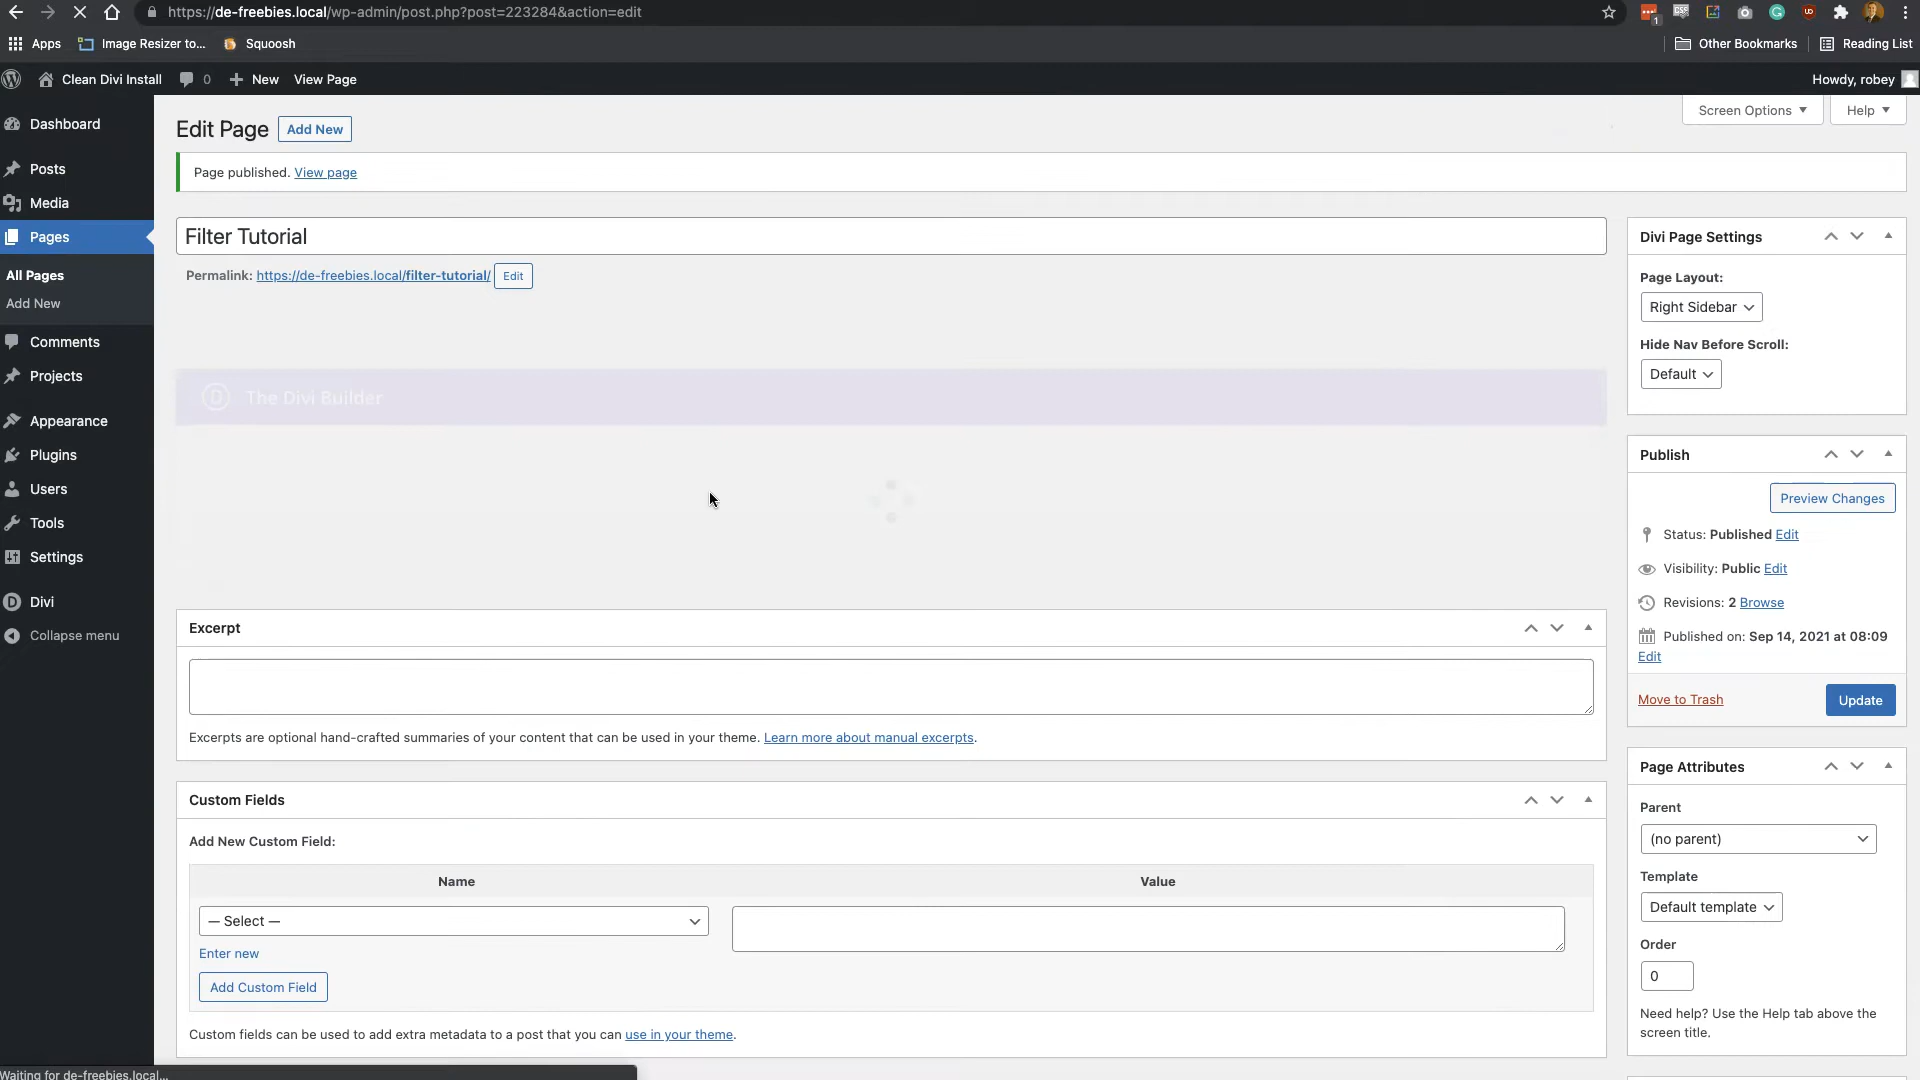 https://de-freebies.local/wp-admin/post.php?post=223284&action=edit
Apps
Image Resizer to...
Squoosh
Other Bookmarks
Reading List
Clean Divi Install
0
New
View Page
Howdy, robey
Dashboard
Posts
Media
Pages
All Pages
Add New
Comments
Projects
Appearance
Plugins
Users
Tools
Settings
Divi
Collapse menu
Screen Options
Help
Edit Page
Add New
Page published. View page
Filter Tutorial
Permalink: https://de-freebies.local/filter-tutorial/ Edit
The Divi Builder
Excerpt
Excerpts are optional hand-crafted summaries of your content that can be used in your theme. Learn more about manual excerpts.
Custom Fields
Add New Custom Field:
Name
Value
— Select —
Enter new
Add Custom Field
Custom fields can be used to add extra metadata to a post that you can use in your theme.
Divi Page Settings
Page Layout:
Right Sidebar
Hide Nav Before Scroll:
Default
Publish
Preview Changes
Status: Published Edit
Visibility: Public Edit
Revisions: 2 Browse
Published on: Sep 14, 2021 at 08:09
Edit
Move to Trash
Update
Page Attributes
Parent
(no parent)
Template
Default template
Order
0
Need help? Use the Help tab above the
screen title.
Waiting for de-freebies.local...